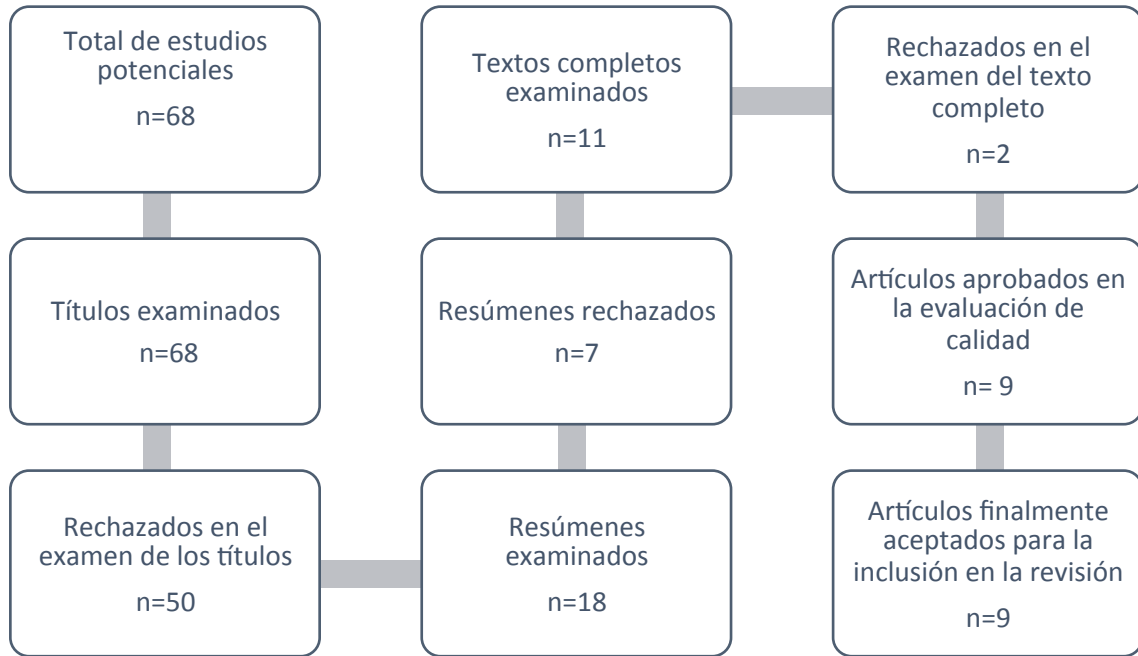 Total de estudios
potenciales
n=68
Títulos examinados
n=68
Rechazados en el
examen de los títulos
n=50
Resúmenes
examinados
n=18
Resúmenes rechazados
n=7
Textos completos
examinados
n=11
Rechazados en el
examen del texto
completo
n=2
Artículos aprobados en
la evaluación de
calidad
n= 9
Artículos finalmente
aceptados para la
inclusión en la revisión
n=9